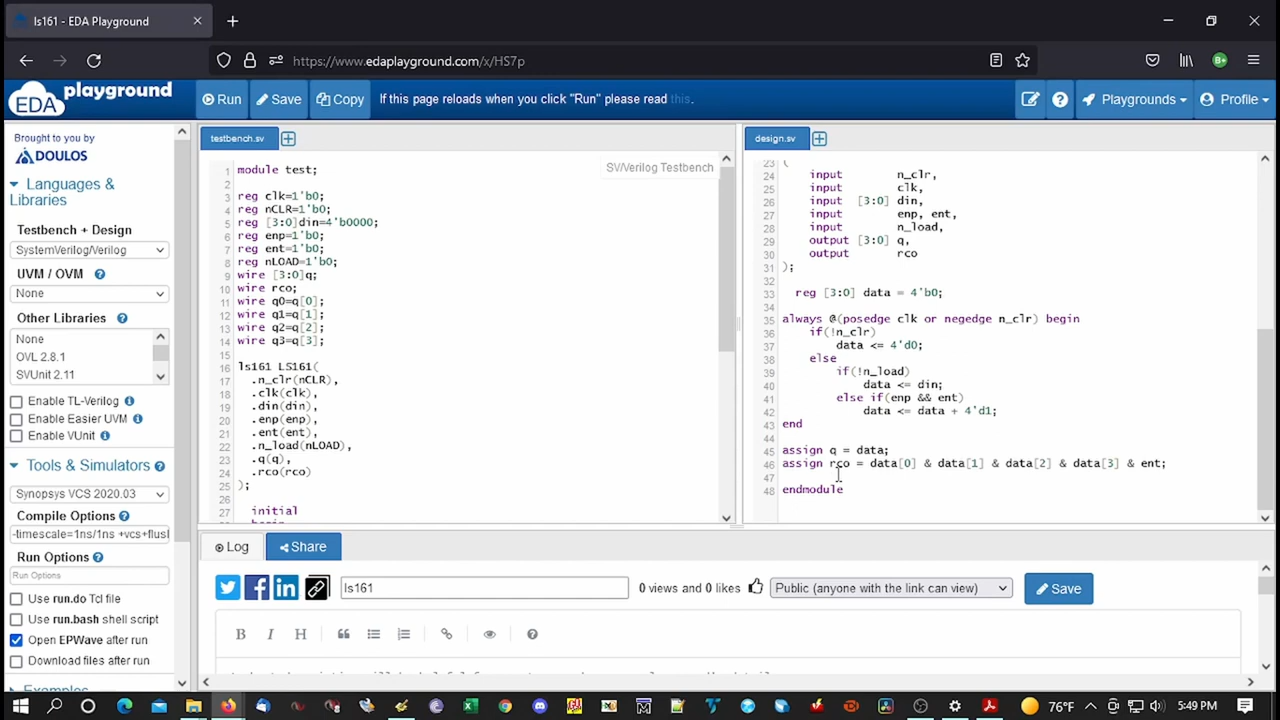 ls161 - EDA Playground
https://www.edaplayground.com/x/HS7p
EDA playground
Run
Save
Copy
If this page reloads when you click "Run" please read this.
Playgrounds
Profile
Brought to you by
DOULOS
Languages &
Libraries
Testbench + Design
SystemVerilog/Verilog
UVM / OVM
None
Other Libraries
None
OVL 2.8.1
SVUnit 2.11
Enable TL-Verilog
Enable Easier UVM
Enable VUnit
Tools & Simulators
Synopsys VCS 2020.03
Compile Options
-timescale=1ns/1ns +vcs+flush
Run Options
Run Options
Use run.do Tcl file
Use run.bash shell script
Open EPWave after run
Download files after run
Examples
testbench.sv
SV/Verilog Testbench
1 module test;
2
3 reg clk=1'b0;
4 reg nCLR=1'b0;
5 reg [3:0]din=4'b0000;
6 reg enp=1'b0;
7 reg ent=1'b0;
8 reg nLOAD=1'b0;
9 wire [3:0]q;
10 wire rco;
11 wire q0=q[0];
12 wire q1=q[1];
13 wire q2=q[2];
14 wire q3=q[3];
15
16 ls161 LS161(
17 .n_clr(nCLR),
18 .clk(clk),
19 .din(din),
20 .enp(enp),
21 .ent(ent),
22 .n_load(nLOAD),
23 .q(q),
24 .rco(rco)
25 );
26
27 initial
begin
design.sv
23 (
24 input n_clr,
25 input clk,
26 input [3:0] din,
27 input enp, ent,
28 input n_load,
29 output [3:0] q,
30 output rco
31 );
32
33 reg [3:0] data = 4'b0;
34
35 always @(posedge clk or negedge n_clr) begin
36 if(!n_clr)
37 data <= 4'd0;
38 else
39 if(!n_load)
40 data <= din;
41 else if(enp && ent)
42 data <= data + 4'd1;
43 end
44
45 assign q = data;
46 assign rco = data[0] & data[1] & data[2] & data[3] & ent;
47
48 endmodule
Log
Share
ls161
0 views and 0 likes
Public (anyone with the link can view)
Save
B I H
76°F
5:49 PM